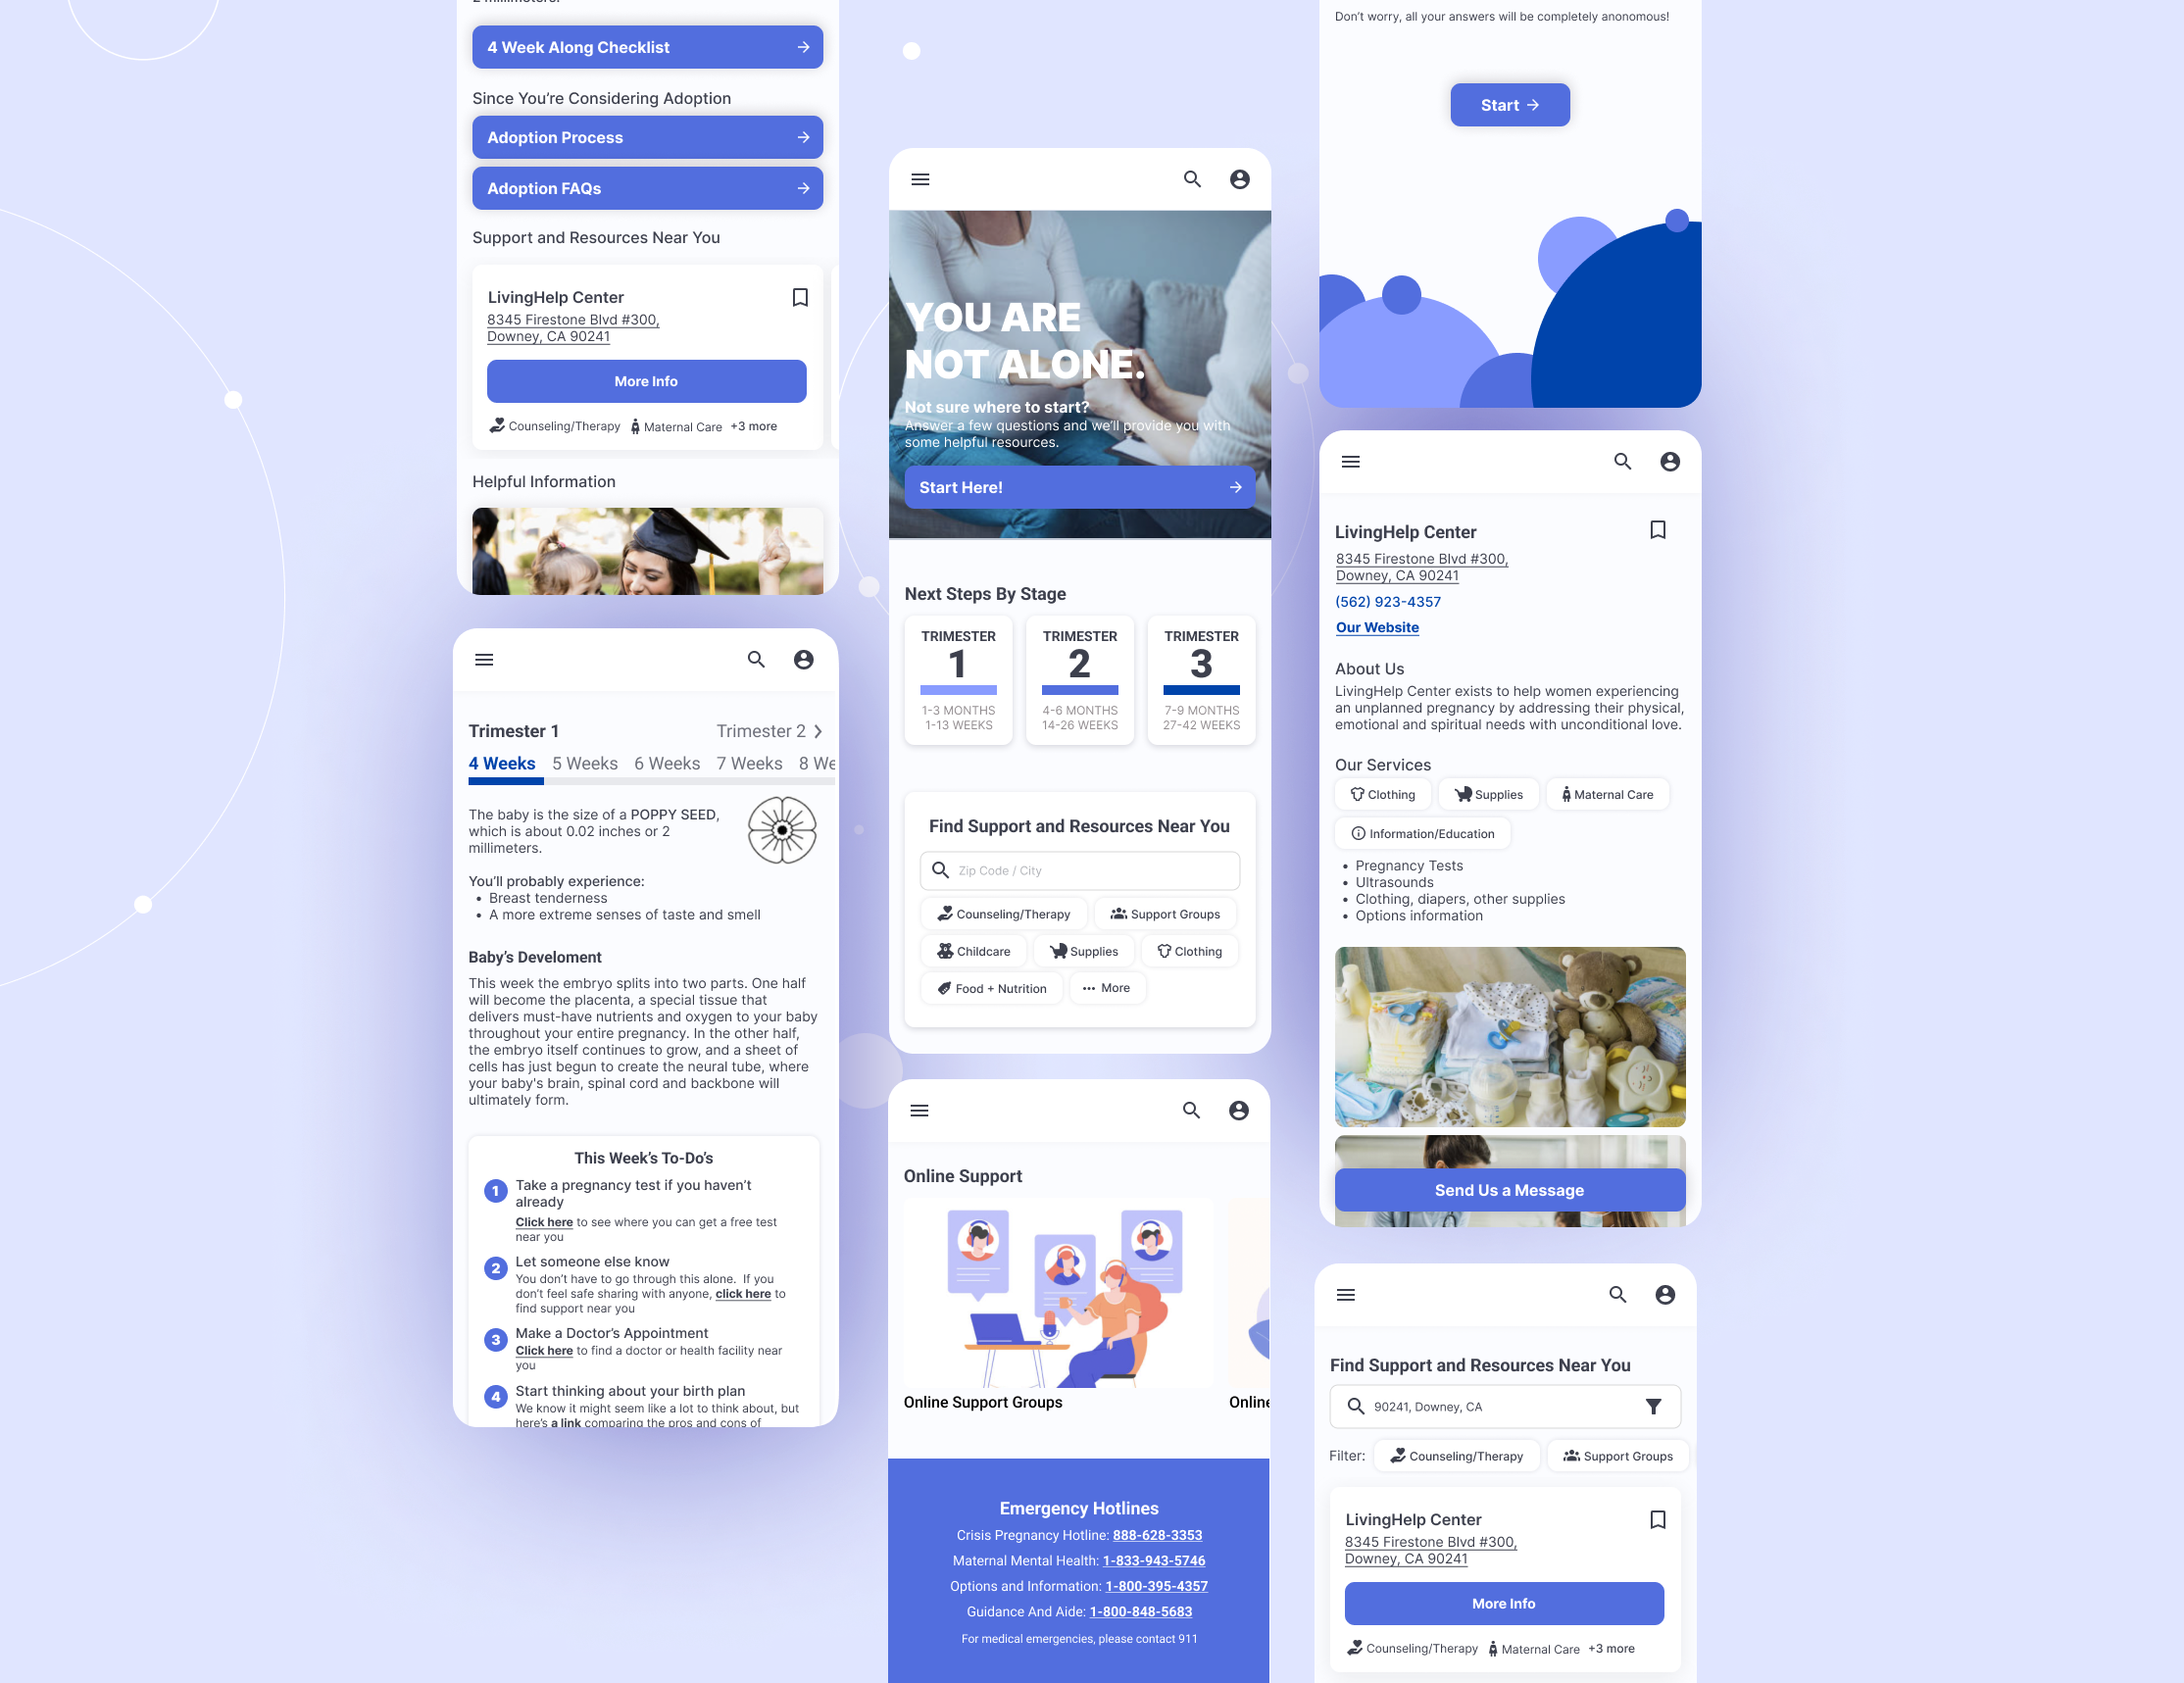 4 Week Along Checklist
Since You're Considering Adoption
Adoption Process
Adoption FAQs
Support and Resources Near You
LivingHelp Center
8345 Firestone Blvd #300,
Downey, CA 90241
More Info
Counseling/Therapy Maternal Care +3 more
Helpful Information
Trimester 1 Trimester 2
4 Weeks 5 Weeks 6 Weeks 7 Weeks 8 We
The baby is the size of a POPPY SEED,
which is about 0.02 inches or 2
millimeters.
You'll probably experience:
• Breast tenderness
• A more extreme senses of taste and smell
Baby's Develoment
This week the embryo splits into two parts. One half
will become the placenta, a special tissue that
delivers must-have nutrients and oxygen to your baby
throughout your entire pregnancy. In the other half,
the embryo itself continues to grow, and a sheet of
cells has just begun to create the neural tube, where
your baby's brain, spinal cord and backbone will
ultimately form.
This Week's To-Do's
1 Take a pregnancy test if you haven't
already
Click here to see where you can get a free test
near you
2 Let someone else know
You don't have to go through this alone. If you
don't feel safe sharing with anyone, click here to
find support near you
3 Make a Doctor's Appointment
Click here to find a doctor or health facility near
you
4 Start thinking about your birth plan
We know it might seem like a lot to think about, but
here's a link comparing the pros and cons of
YOU ARE
NOT ALONE.
Not sure where to start?
Answer a few questions and we'll provide you with
some helpful resources.
Start Here!
Next Steps By Stage
TRIMESTER TRIMESTER TRIMESTER
1 2 3
1-3 MONTHS 4-6 MONTHS 7-9 MONTHS
1-13 WEEKS 14-26 WEEKS 27-42 WEEKS
Find Support and Resources Near You
Zip Code / City
Counseling/Therapy Support Groups
Childcare Supplies Clothing
Food + Nutrition More
Online Support
Online Support Groups Online
Emergency Hotlines
Crisis Pregnancy Hotline: 888-628-3353
Maternal Mental Health: 1-833-943-5746
Options and Information: 1-800-395-4357
Guidance And Aide: 1-800-848-5683
For medical emergencies, please contact 911
Don't worry, all your answers will be completely anonomous!
Start
LivingHelp Center
8345 Firestone Blvd #300,
Downey, CA 90241
(562) 923-4357
Our Website
About Us
LivingHelp Center exists to help women experiencing
an unplanned pregnancy by addressing their physical,
emotional and spiritual needs with unconditional love.
Our Services
Clothing Supplies Maternal Care
Information/Education
• Pregnancy Tests
• Ultrasounds
• Clothing, diapers, other supplies
• Options information
Send Us a Message
Find Support and Resources Near You
90241, Downey, CA
Filter: Counseling/Therapy Support Groups
LivingHelp Center
8345 Firestone Blvd #300,
Downey, CA 90241
More Info
Counseling/Therapy Maternal Care +3 more